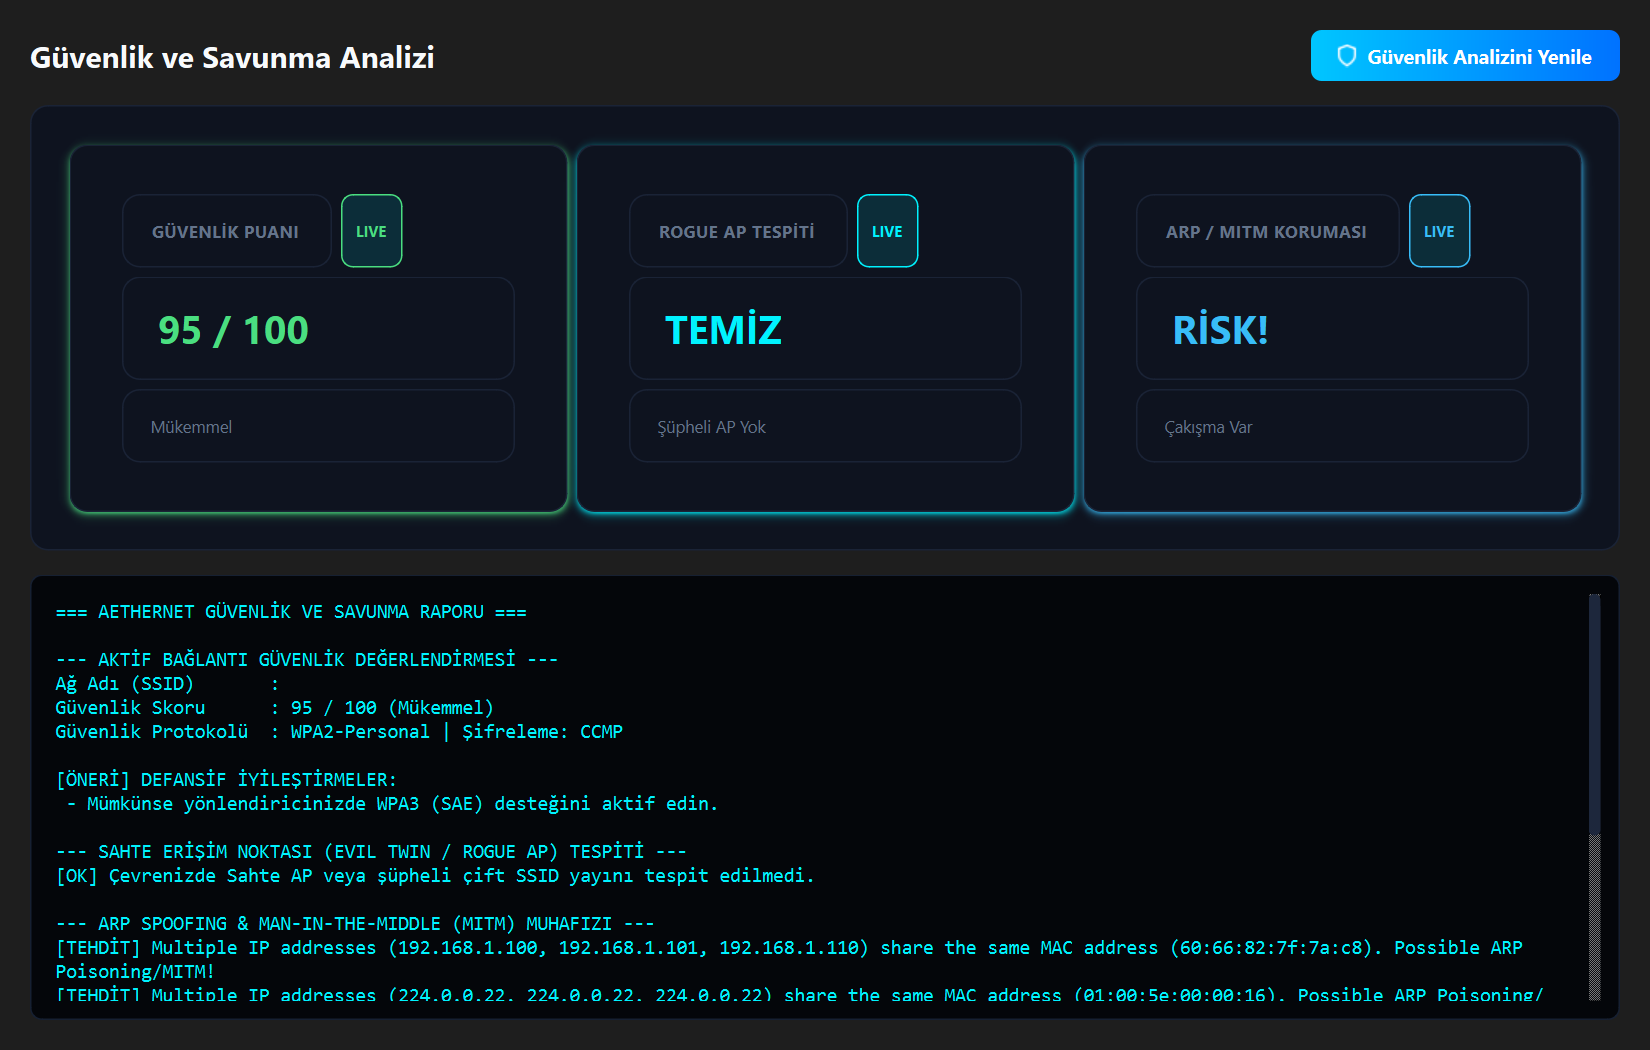 Güvenlik ve Savunma Analizi
Güvenlik Analizini Yenile
GÜVENLİK PUANI
LIVE
95 / 100
Mükemmel
ROGUE AP TESPİTİ
LIVE
TEMİZ
Şüpheli AP Yok
ARP / MITM KORUMASI
LIVE
RİSK!
Çakışma Var
=== AETHERNET GÜVENLİK VE SAVUNMA RAPORU ===
--- AKTİF BAĞLANTI GÜVENLİK DEĞERLENDİRMESİ ---
Ağ Adı (SSID)       :
Güvenlik Skoru      : 95 / 100 (Mükemmel)
Güvenlik Protokolü  : WPA2-Personal | Şifreleme: CCMP
[ÖNERİ] DEFANSİF İYİLEŞTİRMELER:
- Mümkünse yönlendiricinizde WPA3 (SAE) desteğini aktif edin.
--- SAHTE ERİŞİM NOKTASI (EVIL TWIN / ROGUE AP) TESPİTİ ---
[OK] Çevrenizde Sahte AP veya şüpheli çift SSID yayını tespit edilmedi.
--- ARP SPOOFING & MAN-IN-THE-MIDDLE (MITM) MUHAFIZI ---
[TEHDİT] Multiple IP addresses (192.168.1.100, 192.168.1.101, 192.168.1.110) share the same MAC address (60:66:82:7f:7a:c8). Possible ARP
Poisoning/MITM!
[TEHDİT] Multiple IP addresses (224.0.0.22, 224.0.0.22, 224.0.0.22) share the same MAC address (01:00:5e:00:00:16). Possible ARP Poisoning/